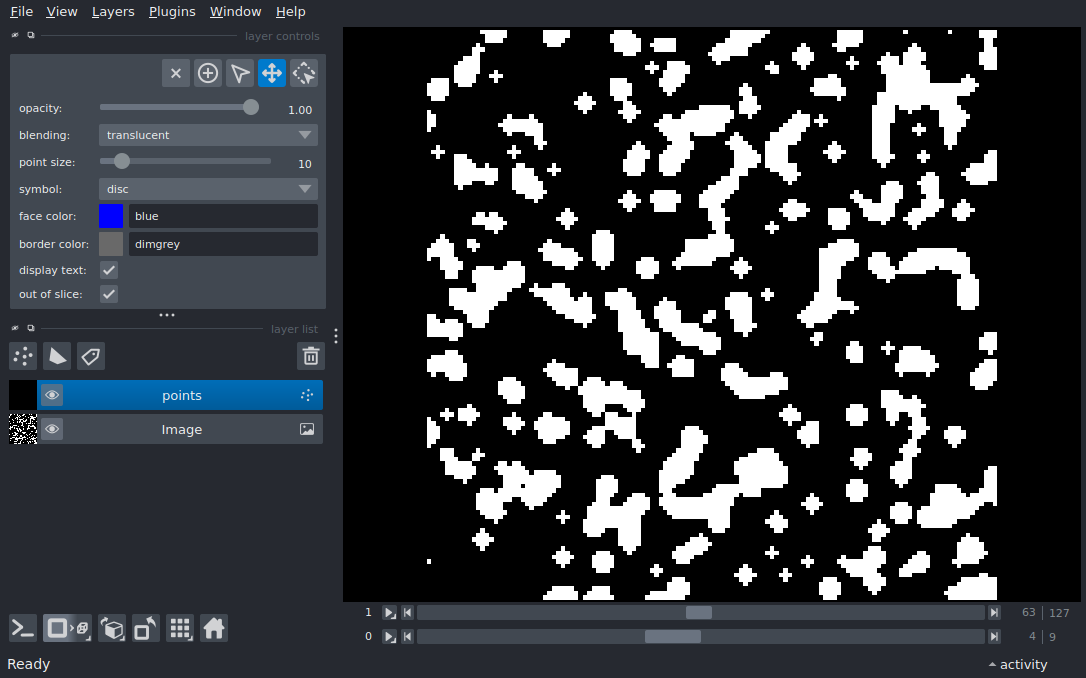 File View Layers Plugins Window Help
layer controls
opacity: 1.00
blending: translucent
point size: 10
symbol: disc
face color: blue
border color: dimgrey
display text:
out of slice:
layer list
points
Image
1 63 | 127
0 4 | 9
Ready activity